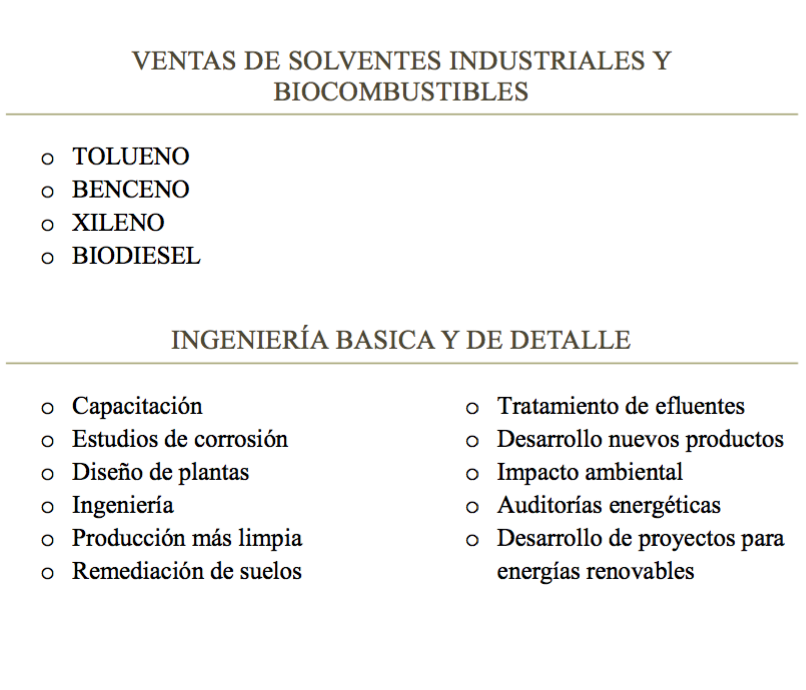 VENTAS DE SOLVENTES INDUSTRIALES Y
BIOCOMBUSTIBLES
TOLUENO
BENCENO
XILENO
BIODIESEL
INGENIERÍA BASICA Y DE DETALLE
Capacitación
Estudios de corrosión
Diseño de plantas
Ingeniería
Producción más limpia
Remediación de suelos
Tratamiento de efluentes
Desarrollo nuevos productos
Impacto ambiental
Auditorías energéticas
Desarrollo de proyectos para
energías renovables